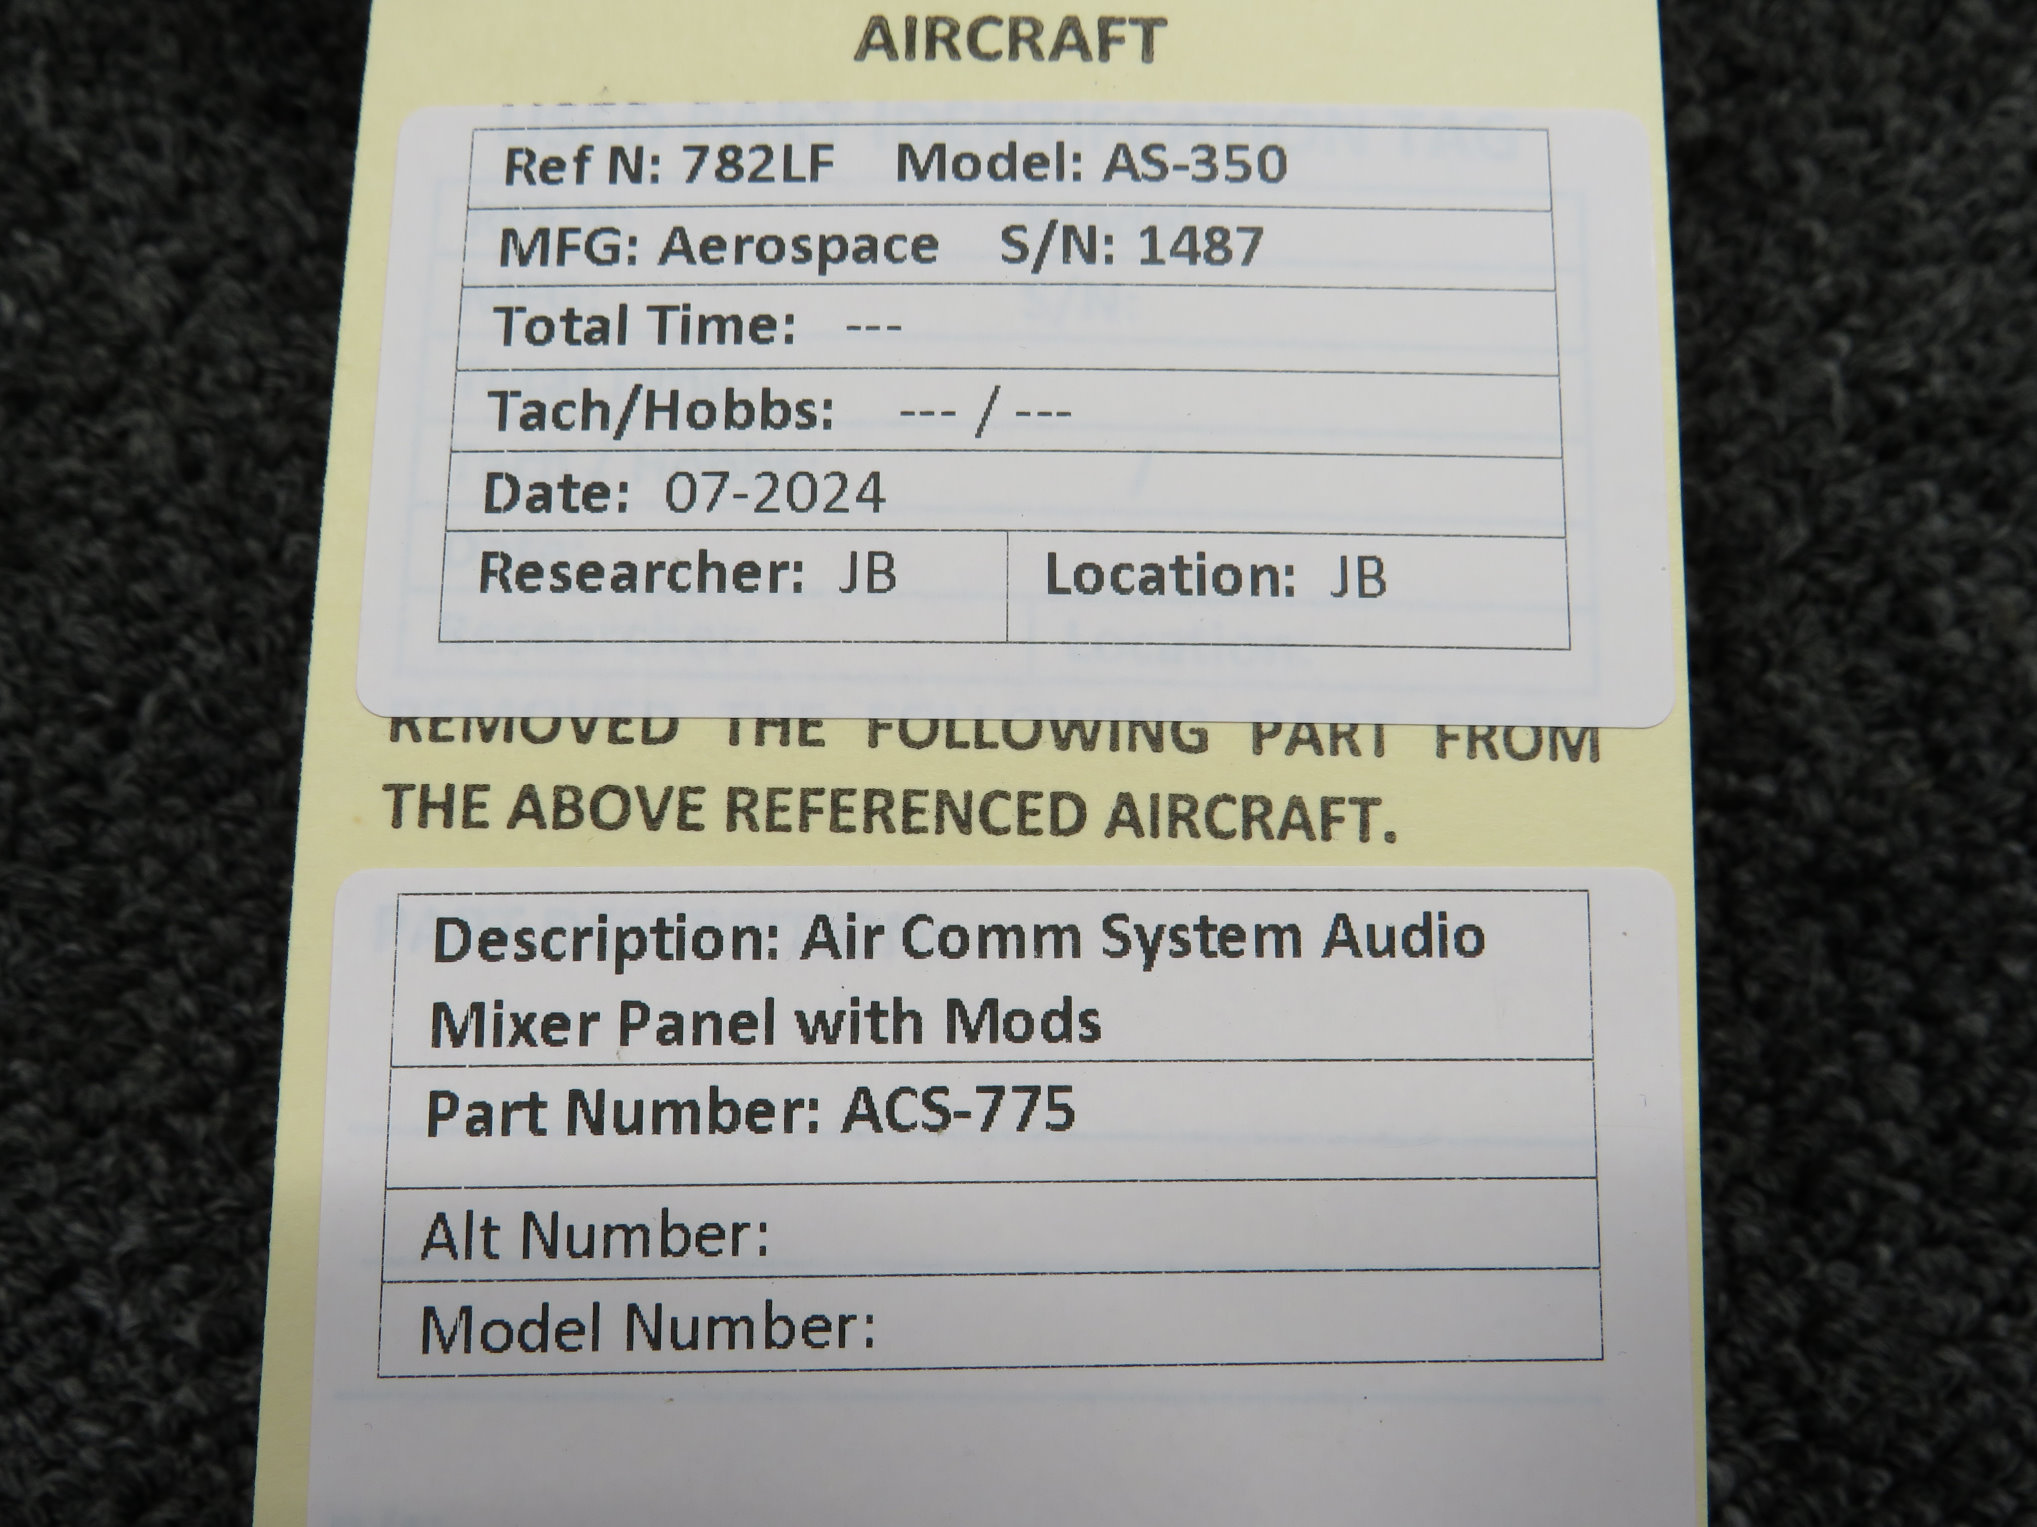 AIRCRAFT
Ref N: 782LF Model: AS-350
MFG: Aerospace S/N: 1487
Total Time: ---
Tach/Hobbs: --- / ---
Date: 07-2024
Researcher: JB Location: JB
REMOVED THE FOLLOWING PART FROM
THE ABOVE REFERENCED AIRCRAFT.
Description: Air Comm System Audio
Mixer Panel with Mods
Part Number: ACS-775
Alt Number:
Model Number: